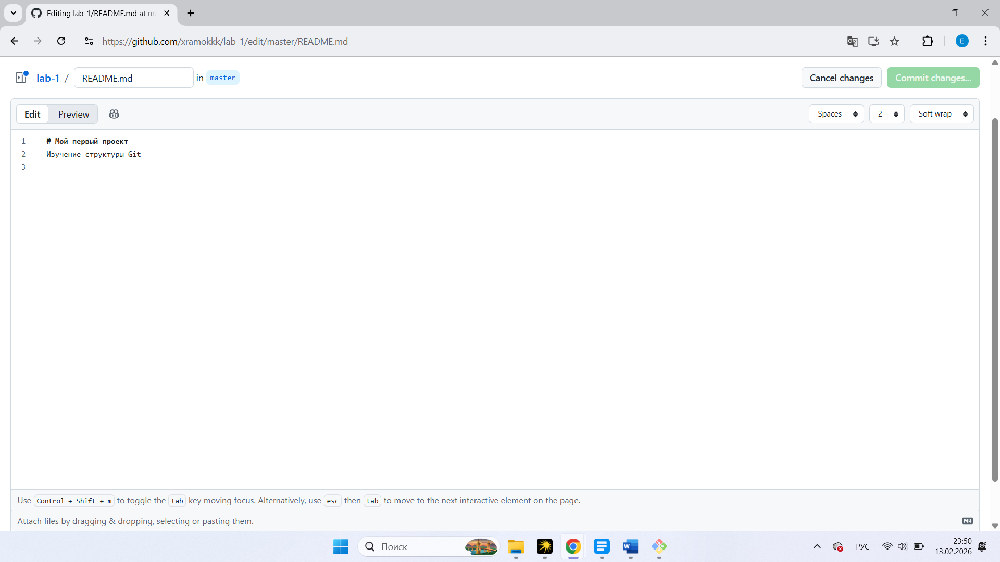 Editing lab-1/README.md at m
https://github.com/xramokkk/lab-1/edit/master/README.md
E
lab-1 / README.md in master
Cancel changes
Commit changes...
Edit
Preview
Spaces
2
Soft wrap
1 # Мой первый проект
2 Изучение структуры Git
3
Use Control + Shift + m to toggle the tab key moving focus. Alternatively, use esc then tab to move to the next interactive element on the page.
Attach files by dragging & dropping, selecting or pasting them.
Поиск
РУС
23:50
13.02.2026